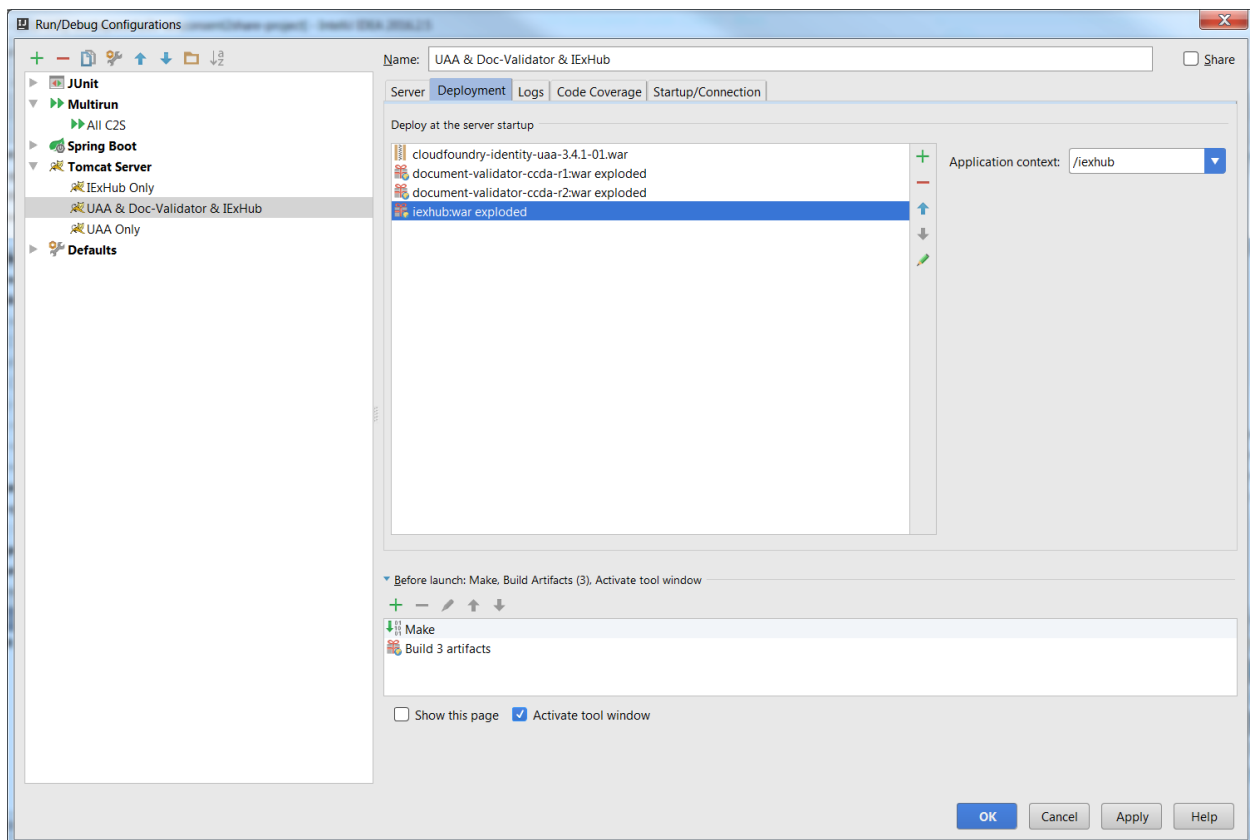 Run/Debug Configurations
Name: UAA & Doc-Validator & IExHub
Share
JUnit
Multirun
All C2S
Spring Boot
Tomcat Server
IExHub Only
UAA & Doc-Validator & IExHub
UAA Only
Defaults
Server Deployment Logs Code Coverage Startup/Connection
Deploy at the server startup
cloudfoundry-identity-uaa-3.4.1-01.war
document-validator-ccda-r1:war exploded
document-validator-ccda-r2:war exploded
iexhub:war exploded
Application context: /iexhub
Before launch: Make, Build Artifacts (3), Activate tool window
Make
Build 3 artifacts
Show this page Activate tool window
OK Cancel Apply Help